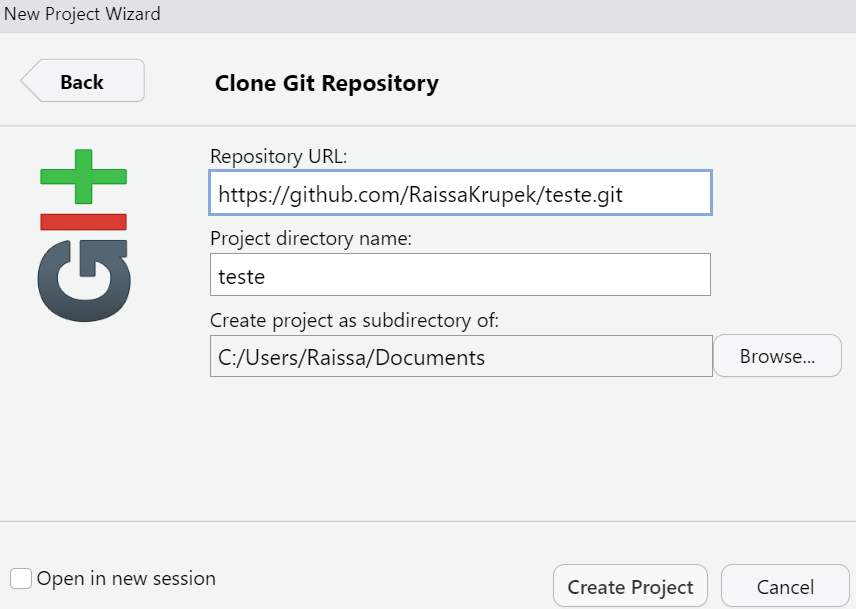 New Project Wizard
Back
Clone Git Repository
git
Repository URL:
https://github.com/RaissaKrupek/teste.git
Project directory name:
teste
Create project as subdirectory of:
C:/Users/Raissa/Documents
Browse...
Open in new session
Create Project
Cancel